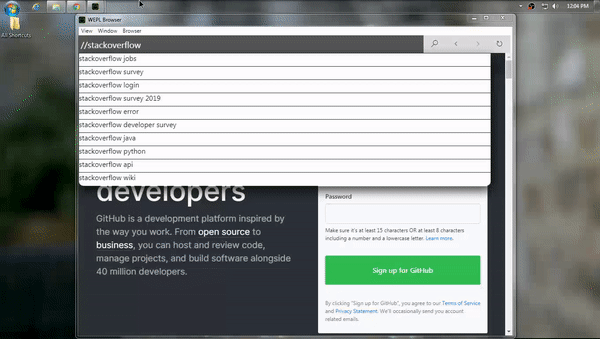 WEPL Browser
12:04 PM
View Window Browser
All Shortcuts
//stackoverflow
stackoverflow jobs
stackoverflow survey
stackoverflow login
stackoverflow survey 2019
stackoverflow error
stackoverflow developer survey
stackoverflow java
stackoverflow python
stackoverflow api
stackoverflow wiki
developers
GitHub is a development platform inspired by
the way you work. From open source to
business, you can host and review code,
manage projects, and build software alongside
40 million developers.
Password
Make sure it's at least 15 characters OR at least 8 characters
including a number and a lowercase letter. Learn more.
Sign up for GitHub
By clicking "Sign up for GitHub", you agree to our Terms of Service
and Privacy Statement. We'll occasionally send you account
related emails.